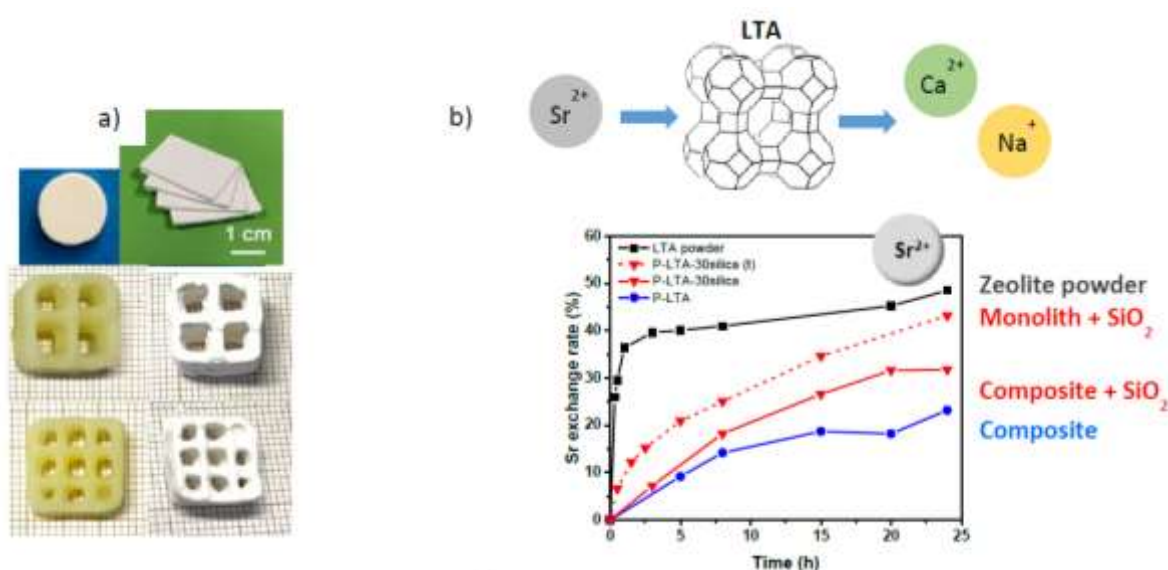 a)
1 cm
b)
LTA
Sr2+
Ca2+
Na+
Sr2+
LTA powder
P-LTA-30silica (t)
P-LTA-30silica
P-LTA
Sr exchange rate (%)
60
50
40
30
20
10
0
0 5 10 15 20 25
Time (h)
Zeolite powder
Monolith + SiO2
Composite + SiO2
Composite